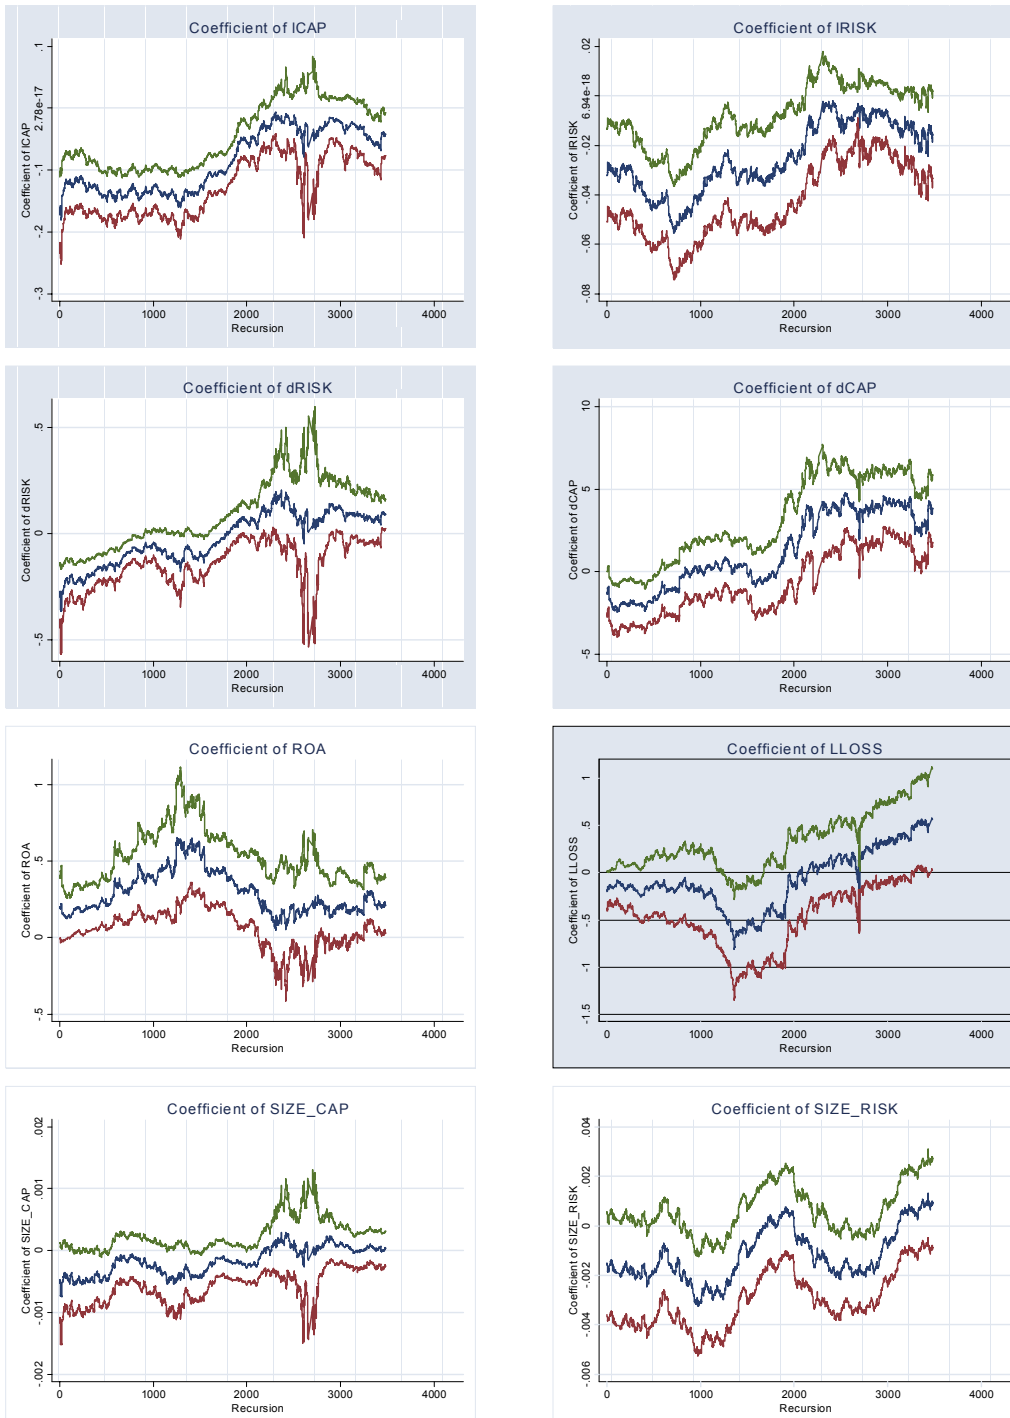 Coefficient of lCAP
Coefficient of lCAP
-.3 -.2 -.1 2.78e-17 .1
0 1000 2000 3000 4000
Recursion
Coefficient of lRISK
Coefficient of lRISK
-.08 -.06 -.04 -.02 6.94e-18 .02
0 1000 2000 3000 4000
Recursion
Coefficient of dRISK
Coefficient of dRISK
-.5 0 .5
0 1000 2000 3000 4000
Recursion
Coefficient of dCAP
Coefficient of dCAP
-5 0 5 10
0 1000 2000 3000 4000
Recursion
Coefficient of ROA
Coefficient of ROA
-.5 0 .5 1
0 1000 2000 3000 4000
Recursion
Coefficient of LLOSS
Coefficient of LLOSS
-1.5 -1 -.5 0 .5 1
0 1000 2000 3000 4000
Recursion
Coefficient of SIZE_CAP
Coefficient of SIZE_CAP
-.002 -.001 0 .001 .002
0 1000 2000 3000 4000
Recursion
Coefficient of SIZE_RISK
Coefficient of SIZE_RISK
-.006 -.004 -.002 0 .002 .004
0 1000 2000 3000 4000
Recursion